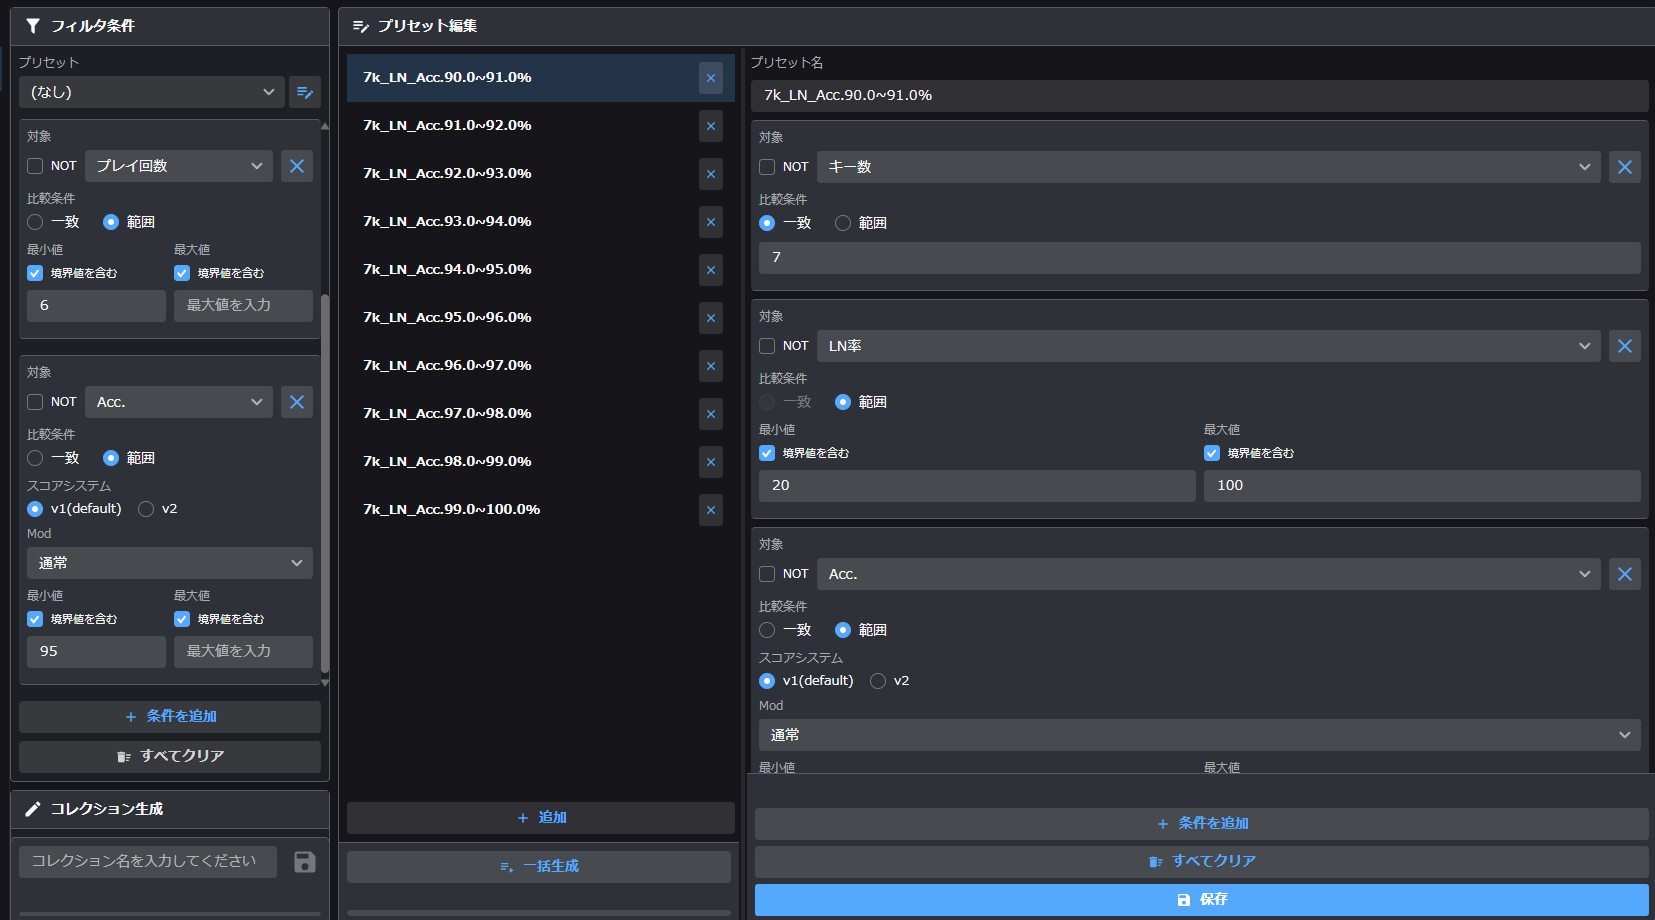 フィルタ条件
プリセット
(なし)
対象
NOT プレイ回数
比較条件
一致 範囲
最小値 最大値
境界値を含む 境界値を含む
6 最大値を入力
対象
NOT Acc.
比較条件
一致 範囲
スコアシステム
v1(default) v2
Mod
通常
最小値 最大値
境界値を含む 境界値を含む
95 最大値を入力
+ 条件を追加
すべてクリア
コレクション生成
コレクション名を入力してください
プリセット編集
7k_LN_Acc.90.0~91.0%
7k_LN_Acc.91.0~92.0%
7k_LN_Acc.92.0~93.0%
7k_LN_Acc.93.0~94.0%
7k_LN_Acc.94.0~95.0%
7k_LN_Acc.95.0~96.0%
7k_LN_Acc.96.0~97.0%
7k_LN_Acc.97.0~98.0%
7k_LN_Acc.98.0~99.0%
7k_LN_Acc.99.0~100.0%
+ 追加
一括生成
プリセット名
7k_LN_Acc.90.0~91.0%
対象
NOT キー数
比較条件
一致 範囲
7
対象
NOT LN率
比較条件
一致 範囲
最小値 最大値
境界値を含む 境界値を含む
20 100
対象
NOT Acc.
比較条件
一致 範囲
スコアシステム
v1(default) v2
Mod
通常
最小値 最大値
+ 条件を追加
すべてクリア
保存